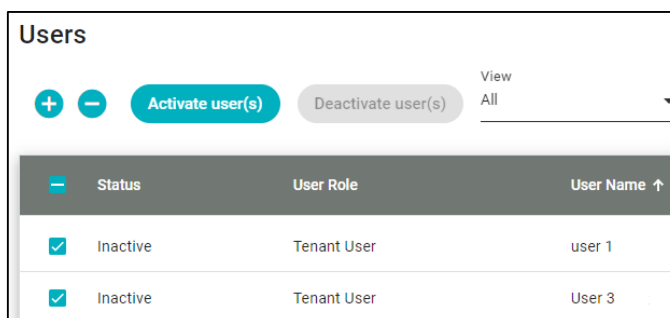 Users
View
Activate user(s) Deactivate user(s) All
Status User Role User Name ↑
Inactive Tenant User user 1
Inactive Tenant User User 3